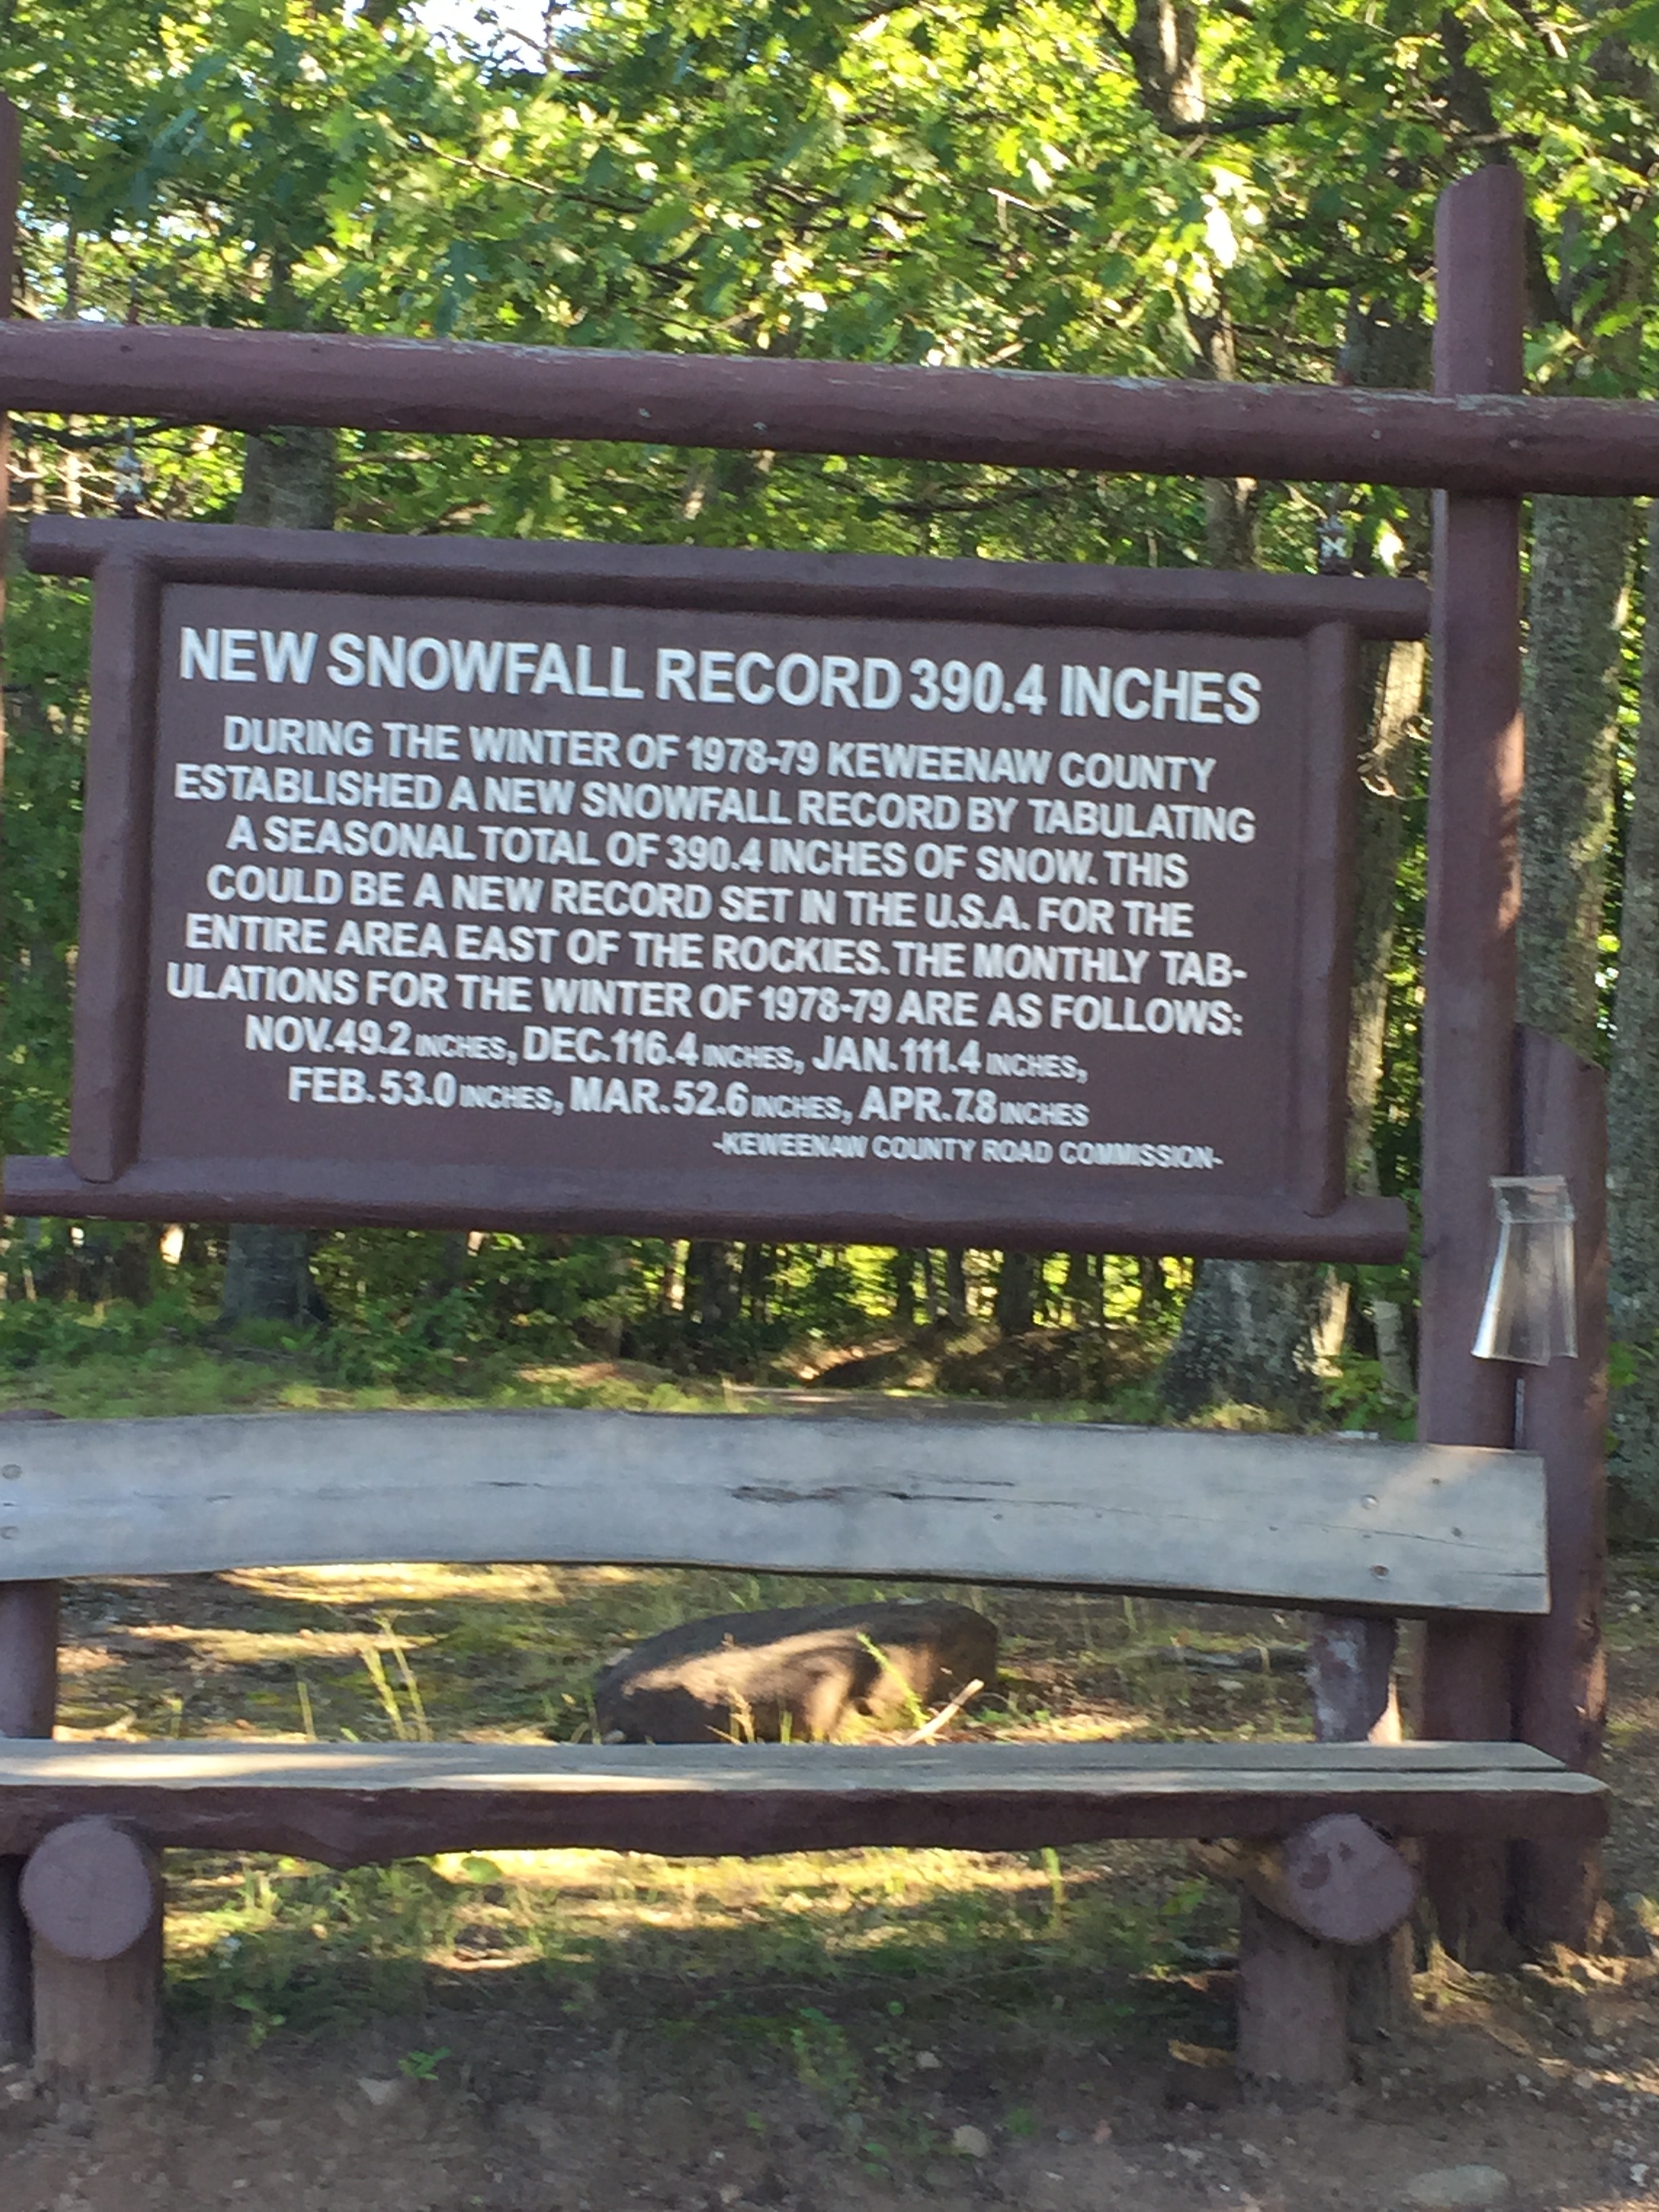 NEW SNOWFALL RECORD 390.4 INCHES
DURING THE WINTER OF 1978-79 KEWEENAW COUNTY
ESTABLISHED A NEW SNOWFALL RECORD BY TABULATING
A SEASONAL TOTAL OF 390.4 INCHES OF SNOW. THIS
COULD BE A NEW RECORD SET IN THE U.S.A. FOR THE
ENTIRE AREA EAST OF THE ROCKIES. THE MONTHLY TAB-
ULATIONS FOR THE WINTER OF 1978-79 ARE AS FOLLOWS:
NOV. 49.2 INCHES, DEC. 116.4 INCHES, JAN. 111.4 INCHES,
FEB. 53.0 INCHES, MAR. 52.6 INCHES, APR. 7.8 INCHES
-KEWEENAW COUNTY ROAD COMMISSION-